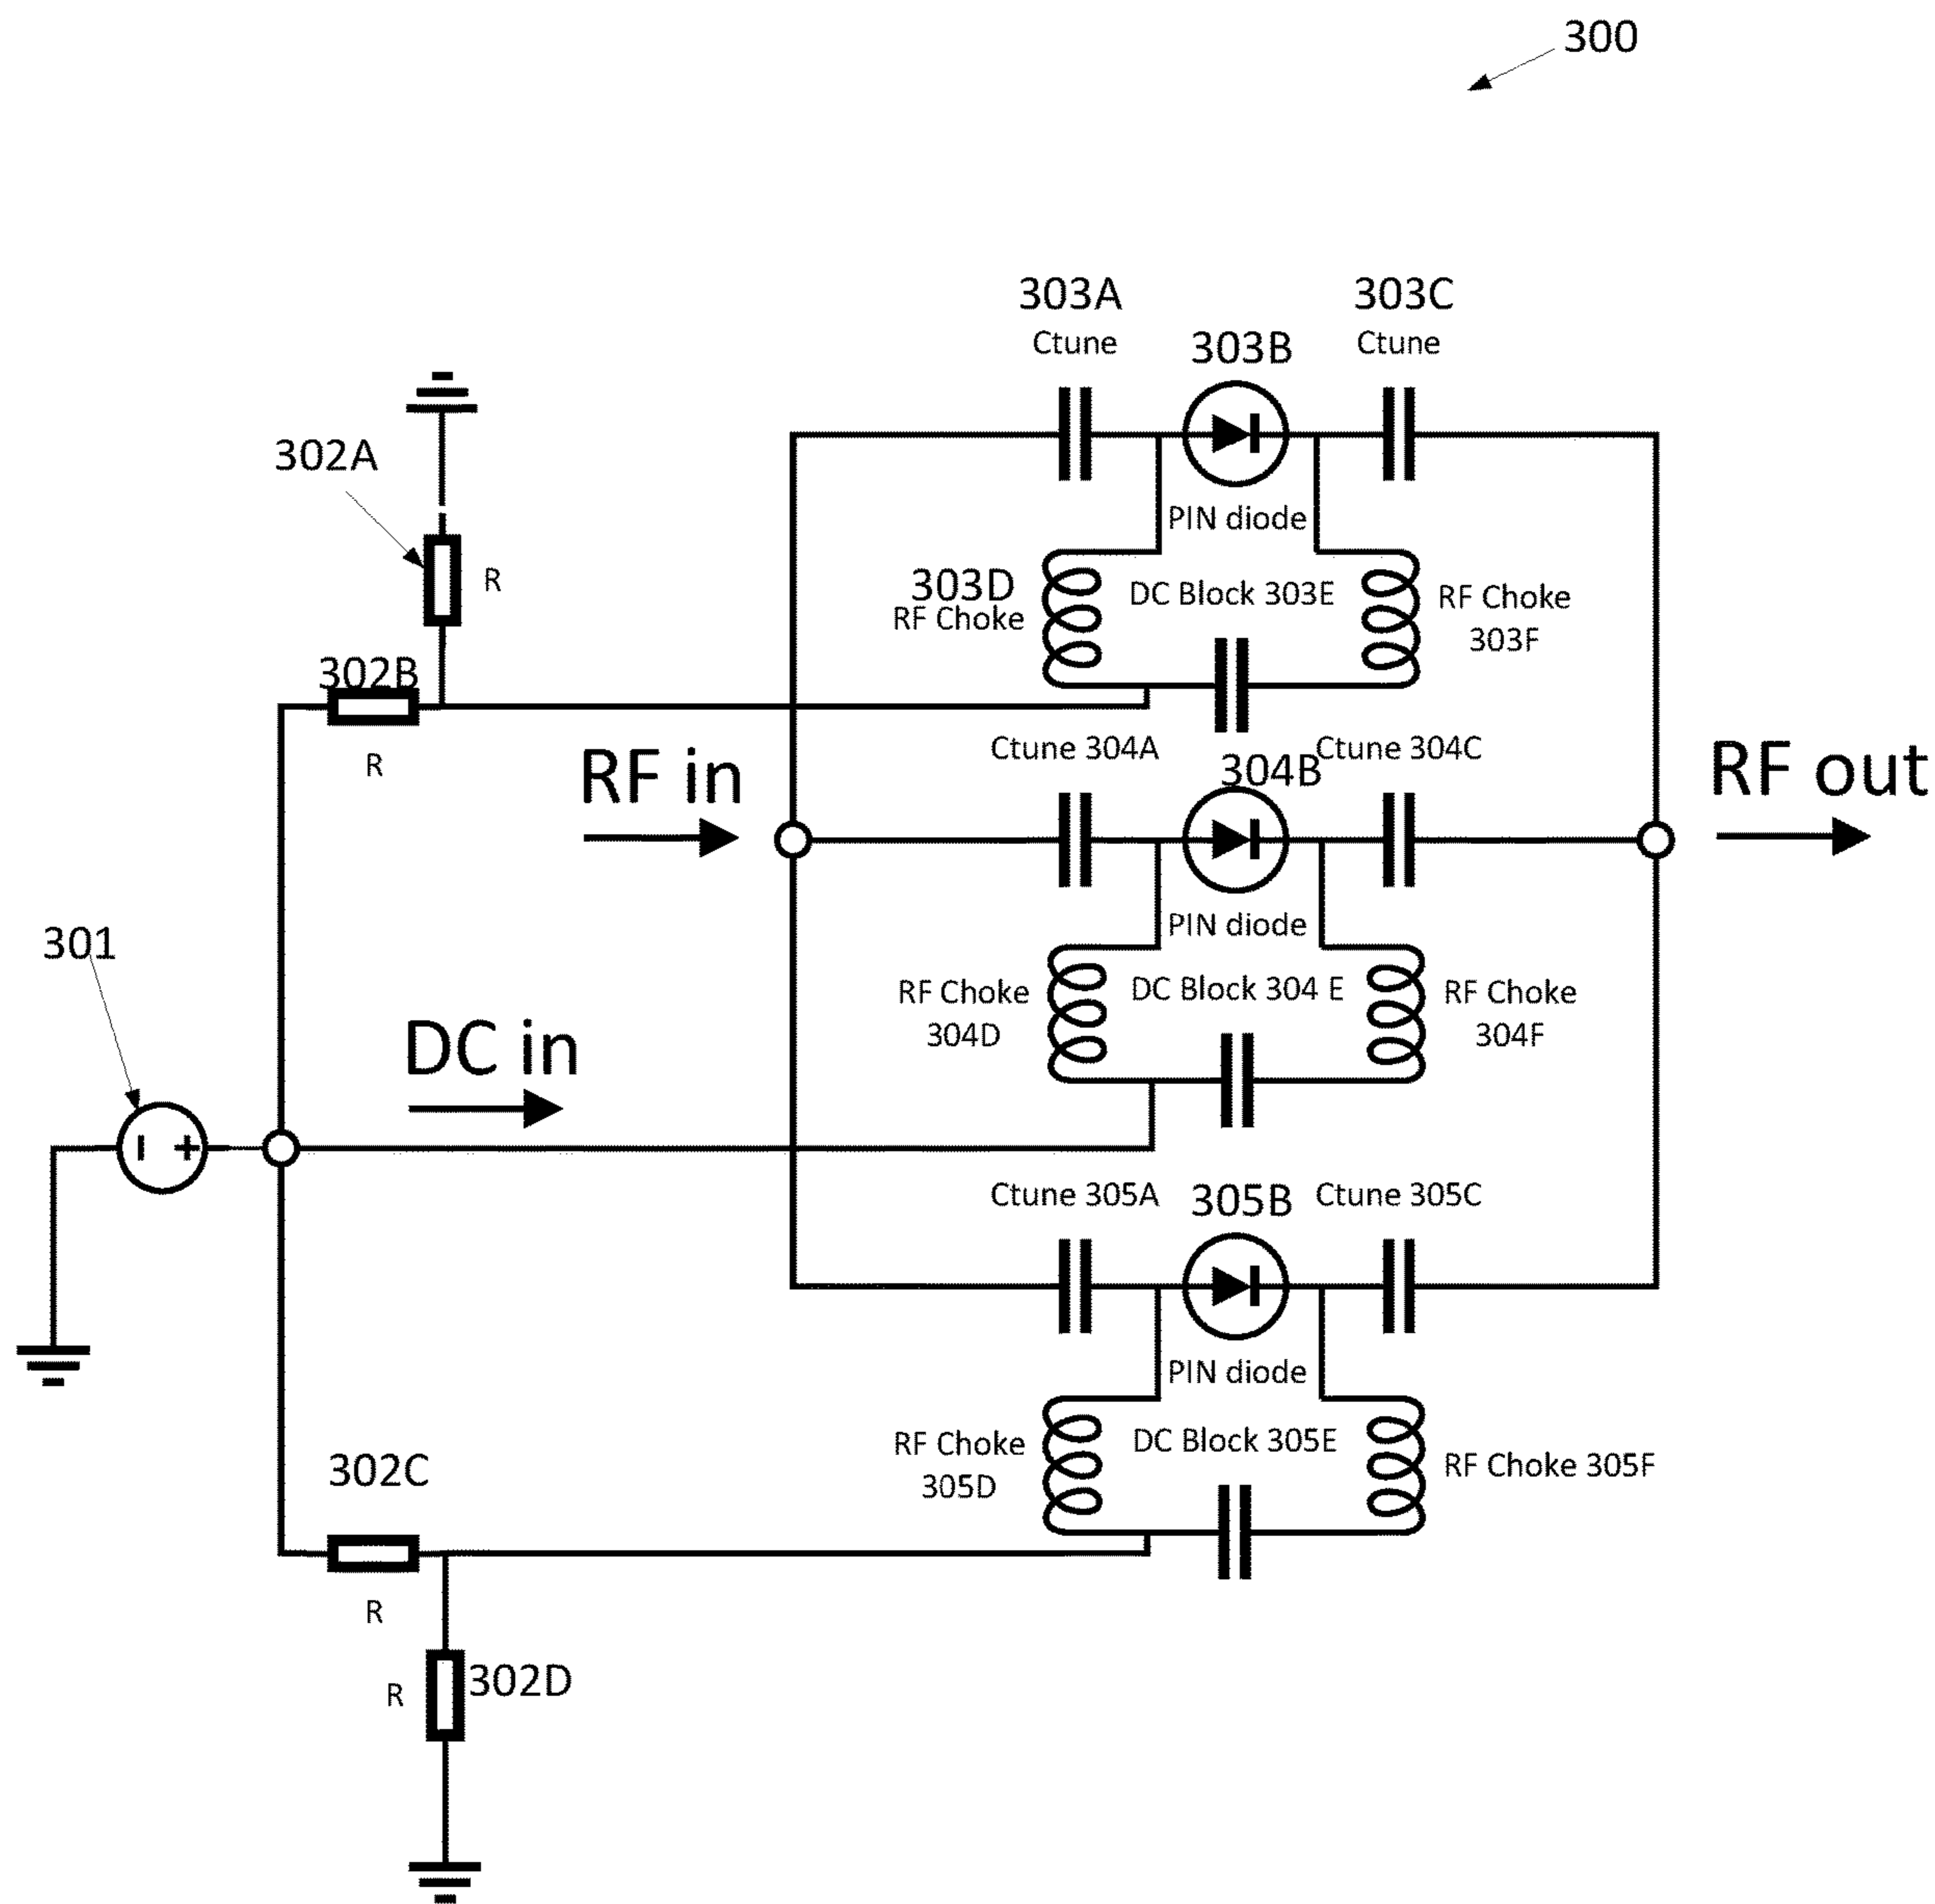 300
303A
Ctune
303C
Ctune
303B
302A
R
PIN diode
303D
RF Choke
DC Block 303E
RF Choke
303F
302B
R
RF in
Ctune 304A
Ctune 304C
304B
RF out
PIN diode
301
DC in
RF Choke
304D
DC Block 304 E
RF Choke
304F
Ctune 305A
305B
Ctune 305C
PIN diode
302C
R
RF Choke
305D
DC Block 305E
RF Choke 305F
R
302D